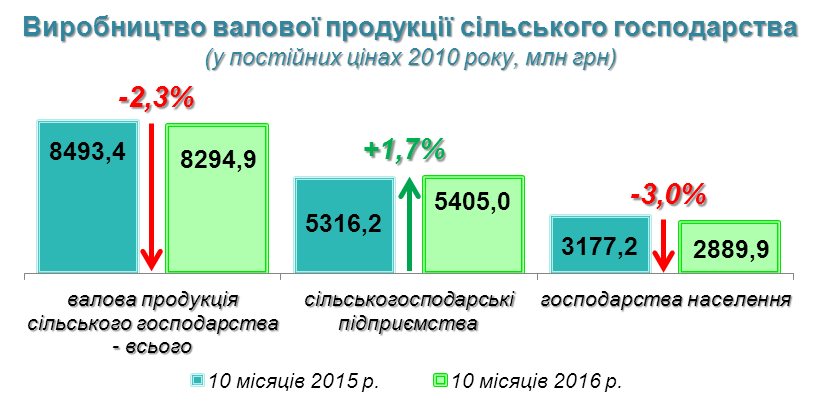 Виробництво валової продукції сільського господарства
(у постійних цінах 2010 року, млн грн)
-2,3%
8493,4
8294,9
+1,7%
5316,2
5405,0
-3,0%
3177,2
2889,9
валова продукція
сільського господарства
- всього
сільськогосподарські
підприємства
господарства населення
10 місяців 2015 р.
10 місяців 2016 р.